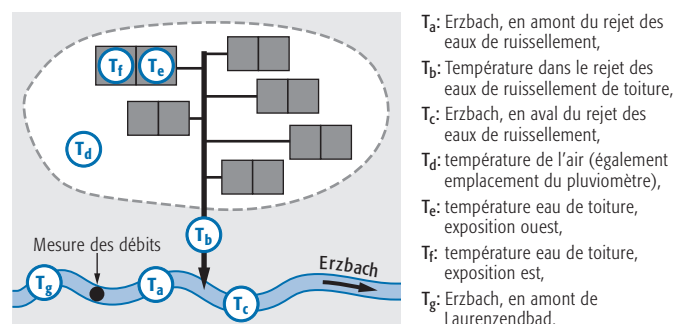 Tf
Te
Td
Tb
Mesure des débits
Erzbach
Tg
Ta
Tc
Ta: Erzbach, en amont du rejet des
eaux de ruissellement,
Tb: Température dans le rejet des
eaux de ruissellement de toiture,
Tc: Erzbach, en aval du rejet des
eaux de ruissellement,
Td: température de l'air (également
emplacement du pluviomètre),
Te: température eau de toiture,
exposition ouest,
Tf: température eau de toiture,
exposition est,
Tg: Erzbach, en amont de
Laurenzendbad.